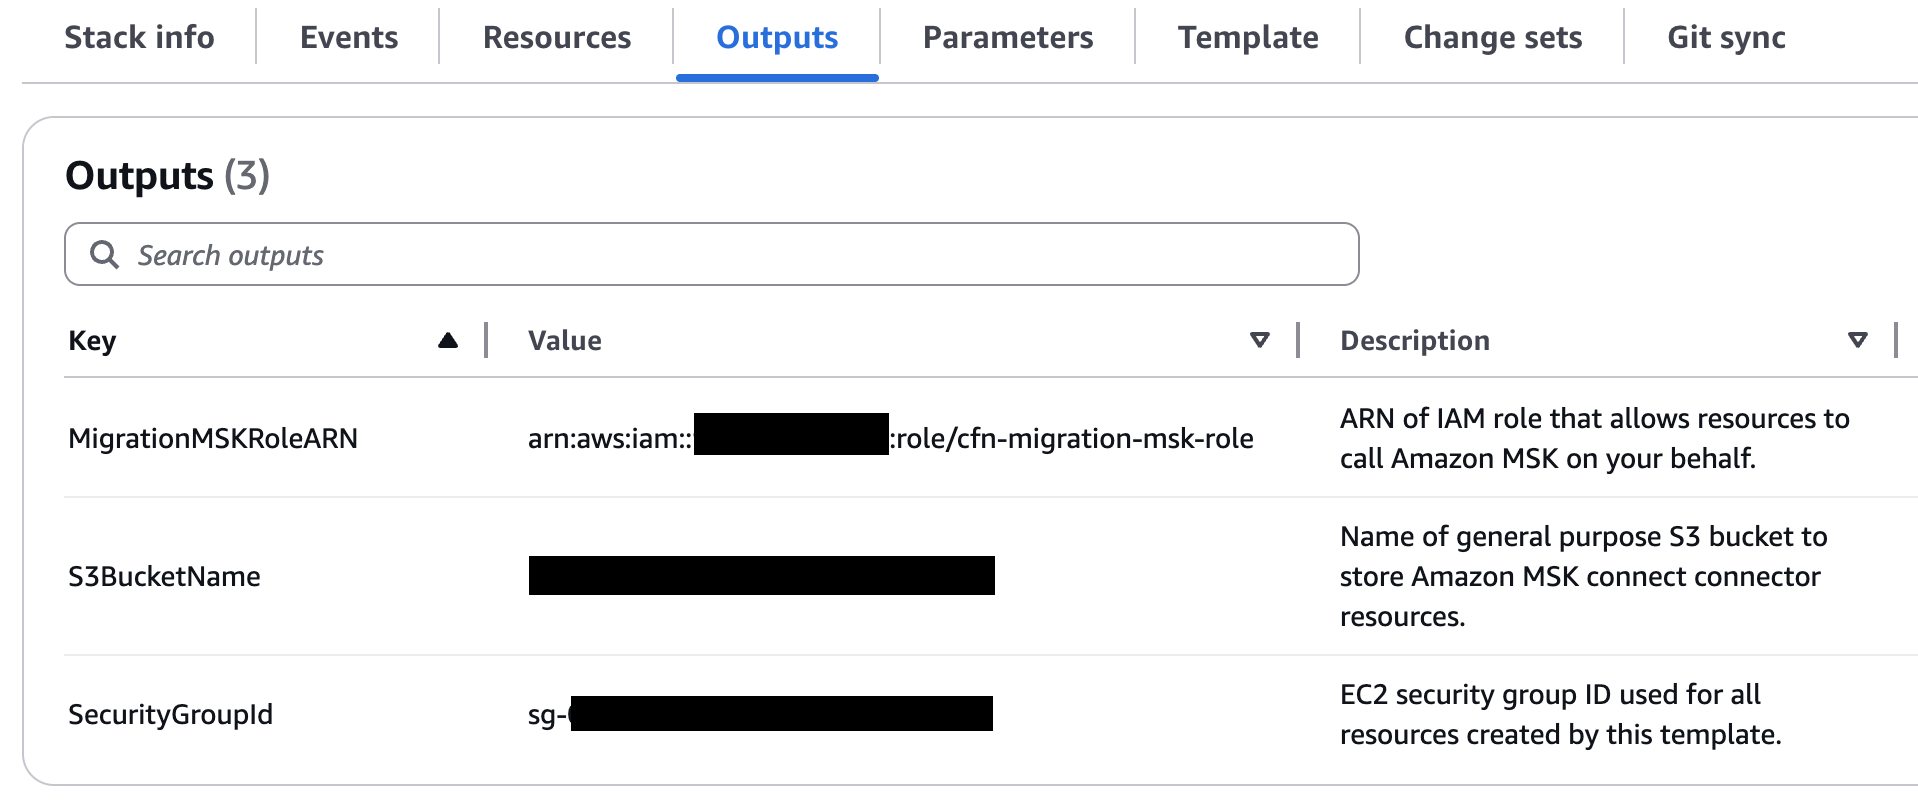 Stack info Events Resources Outputs Parameters Template Change sets Git sync
Outputs (3)
Search outputs
Key Value Description
MigrationMSKRoleARN arn:aws:iam:: :role/cfn-migration-msk-role ARN of IAM role that allows resources to
call Amazon MSK on your behalf.
Name of general purpose S3 bucket to
S3BucketName store Amazon MSK connect connector
resources.
SecurityGroupId sg- EC2 security group ID used for all
resources created by this template.